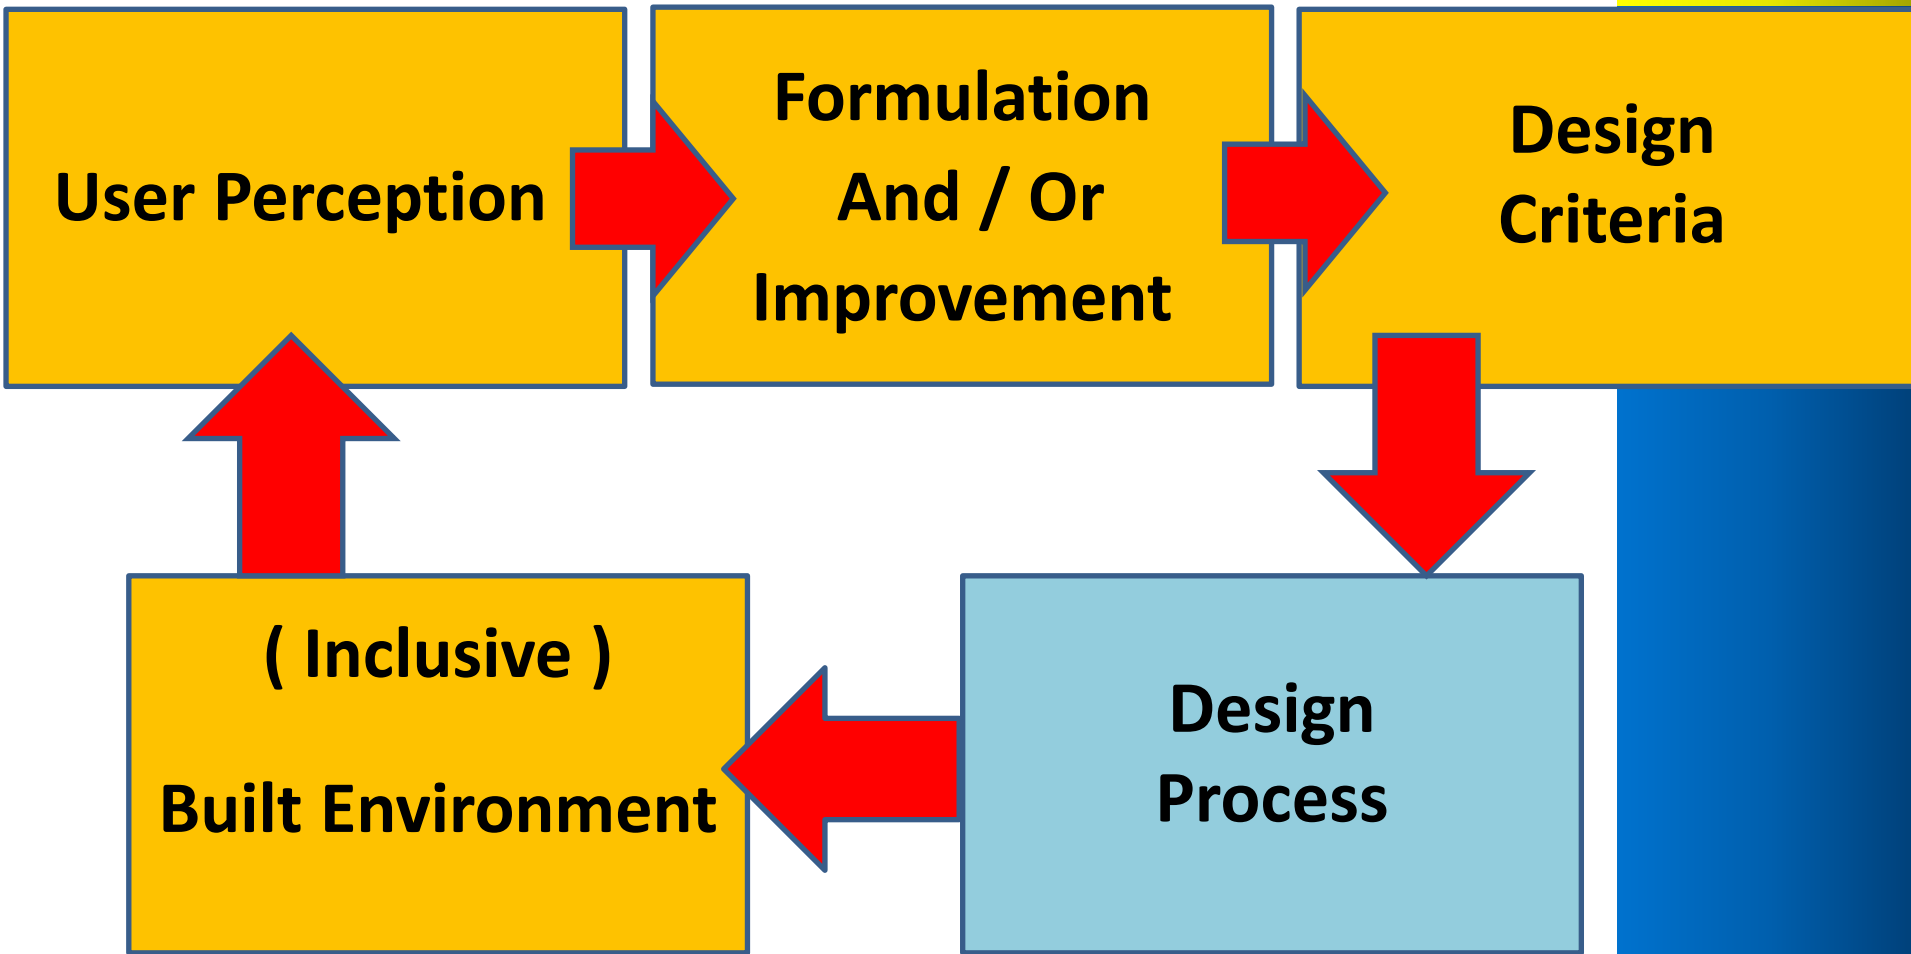 User Perception
Formulation
And / Or
Improvement
Design
Criteria
( Inclusive )
Built Environment
Design
Process